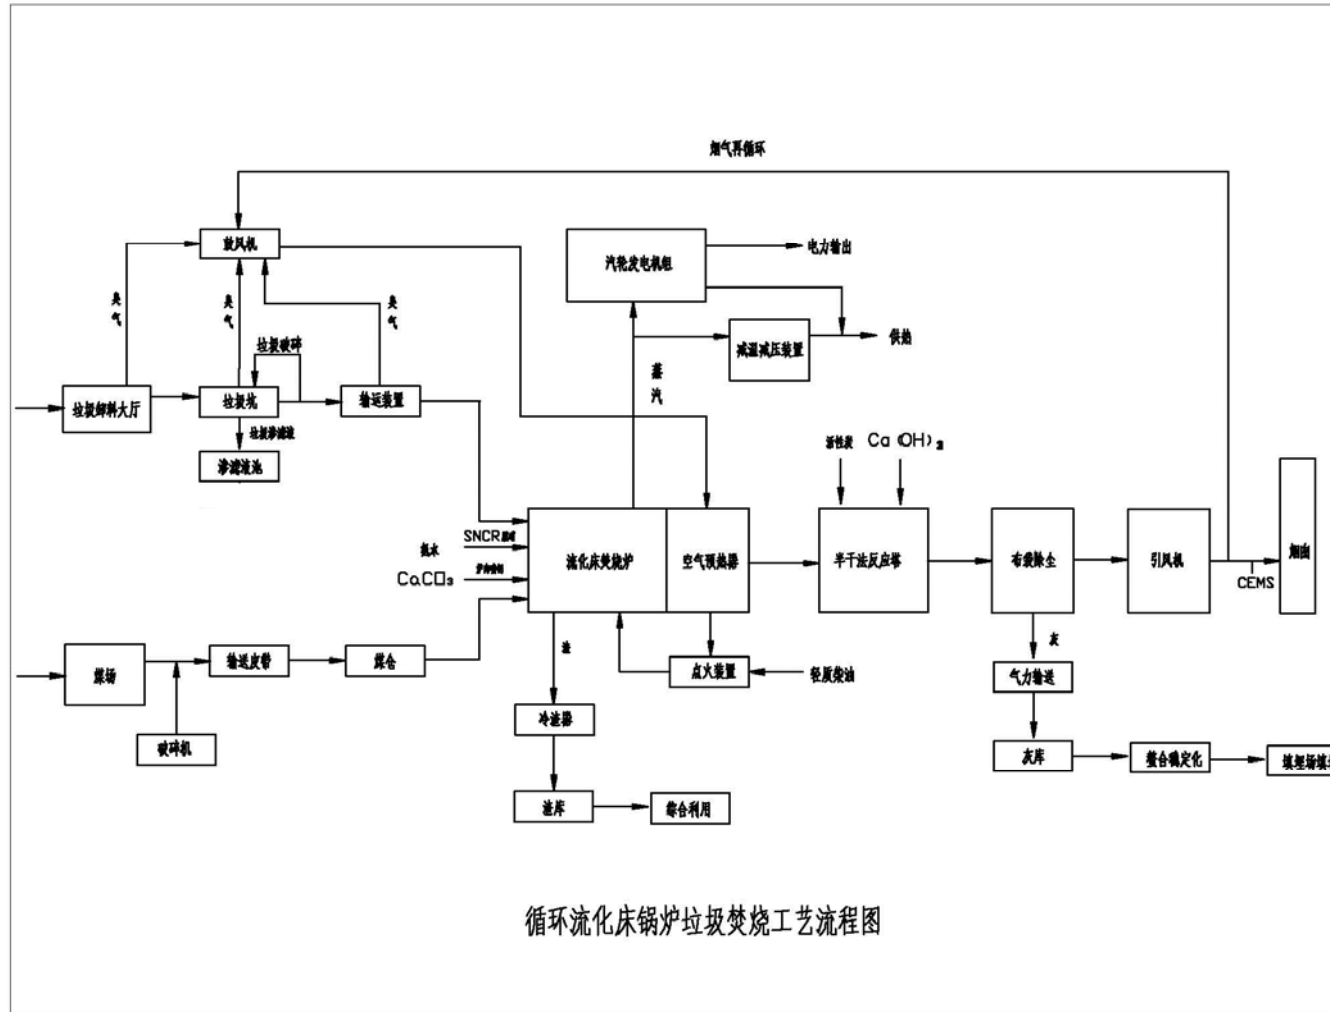 烟气再循环
鼓风机
汽轮发电机组
电力输出
臭气
臭气
臭气
垃圾破碎
减温减压装置
供热
蒸汽
垃圾卸料大厅
垃圾坑
输运装置
垃圾渗滤液
渗滤液池
活性炭
Ca(OH)2
SNCR
氨水
CaCO3
流化床焚烧炉
空气预热器
半干法反应塔
布袋除尘
引风机
CEMS
烟囱
渣
灰
煤场
输送皮带
煤仓
点火装置
轻质柴油
气力输送
破碎机
冷渣器
灰库
螯合稳定化
填埋场填
渣库
综合利用
循环流化床锅炉垃圾焚烧工艺流程图